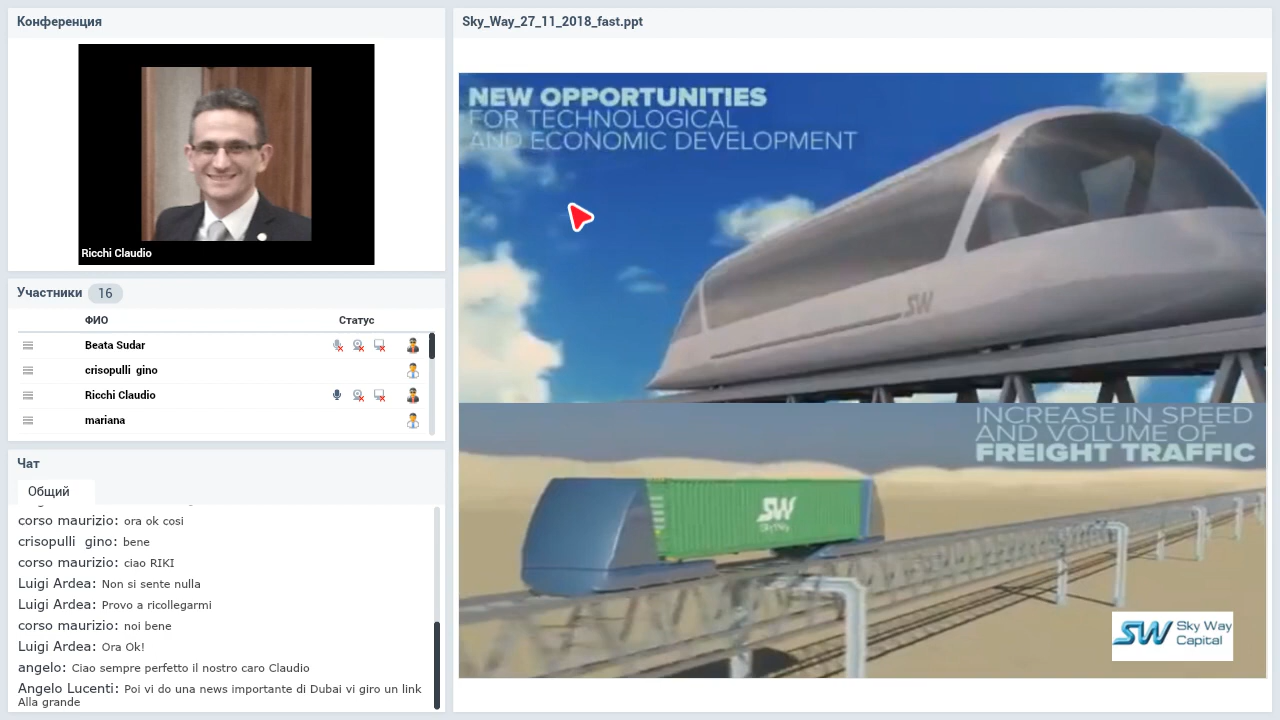 Конференция
Ricchi Claudio
Участники 16
ФИО Статус
Beata Sudar
crisopulli gino
Ricchi Claudio
mariana
Чат
Общий
corso maurizio: ora ok cosi
crisopulli gino: bene
corso maurizio: ciao RIKI
Luigi Ardea: Non si sente nulla
Luigi Ardea: Provo a ricollegarmi
corso maurizio: noi bene
Luigi Ardea: Ora Ok!
angelo: Ciao sempre perfetto il nostro caro Claudio
Angelo Lucenti: Poi vi do una news importante di Dubai vi giro un link
Alla grande
Sky_Way_27_11_2018_fast.ppt
NEW OPPORTUNITIES
FOR TECHNOLOGICAL
AND ECONOMIC DEVELOPMENT
SW
INCREASE IN SPEED
AND VOLUME OF
FREIGHT TRAFFIC
SW
SkyWay
SW Sky Way
Capital